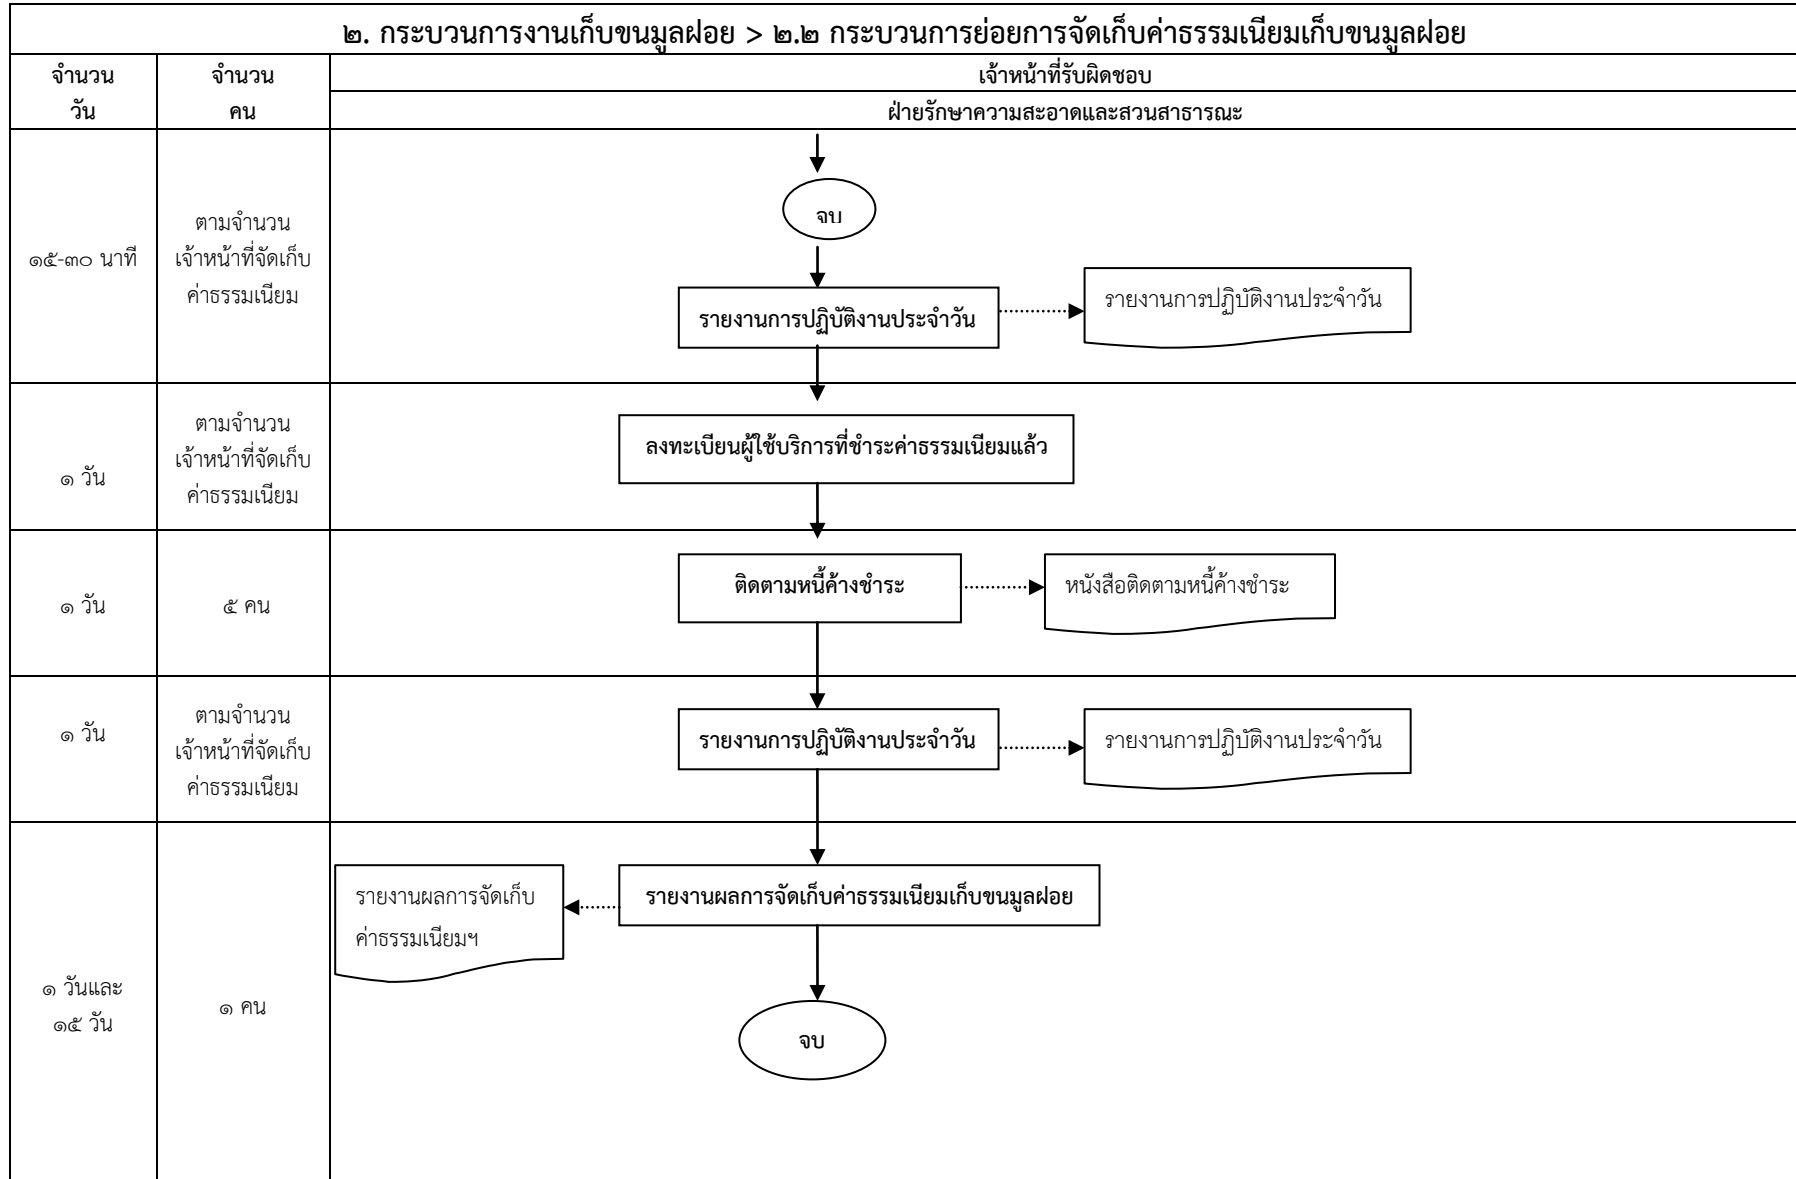 ๒. กระบวนการงานเก็บขนมูลฝอย > ๒.๒ กระบวนการย่อยการจัดเก็บค่าธรรมเนียมเก็บขนมูลฝอย
จำนวน
วัน
จำนวน
คน
เจ้าหน้าที่รับผิดชอบ
ฝ่ายรักษาความสะอาดและสวนสาธารณะ
๑๕-๓๐ นาที
ตามจำนวน
เจ้าหน้าที่จัดเก็บ
ค่าธรรมเนียม
จบ
รายงานการปฏิบัติงานประจำวัน
รายงานการปฏิบัติงานประจำวัน
๑ วัน
ตามจำนวน
เจ้าหน้าที่จัดเก็บ
ค่าธรรมเนียม
ลงทะเบียนผู้ใช้บริการที่ชำระค่าธรรมเนียมแล้ว
๑ วัน
๕ คน
ติดตามหนี้ค้างชำระ
หนังสือติดตามหนี้ค้างชำระ
๑ วัน
ตามจำนวน
เจ้าหน้าที่จัดเก็บ
ค่าธรรมเนียม
รายงานการปฏิบัติงานประจำวัน
รายงานการปฏิบัติงานประจำวัน
๑ วันและ
๑๕ วัน
๑ คน
รายงานผลการจัดเก็บ
ค่าธรรมเนียมฯ
รายงานผลการจัดเก็บค่าธรรมเนียมเก็บขนมูลฝอย
จบ